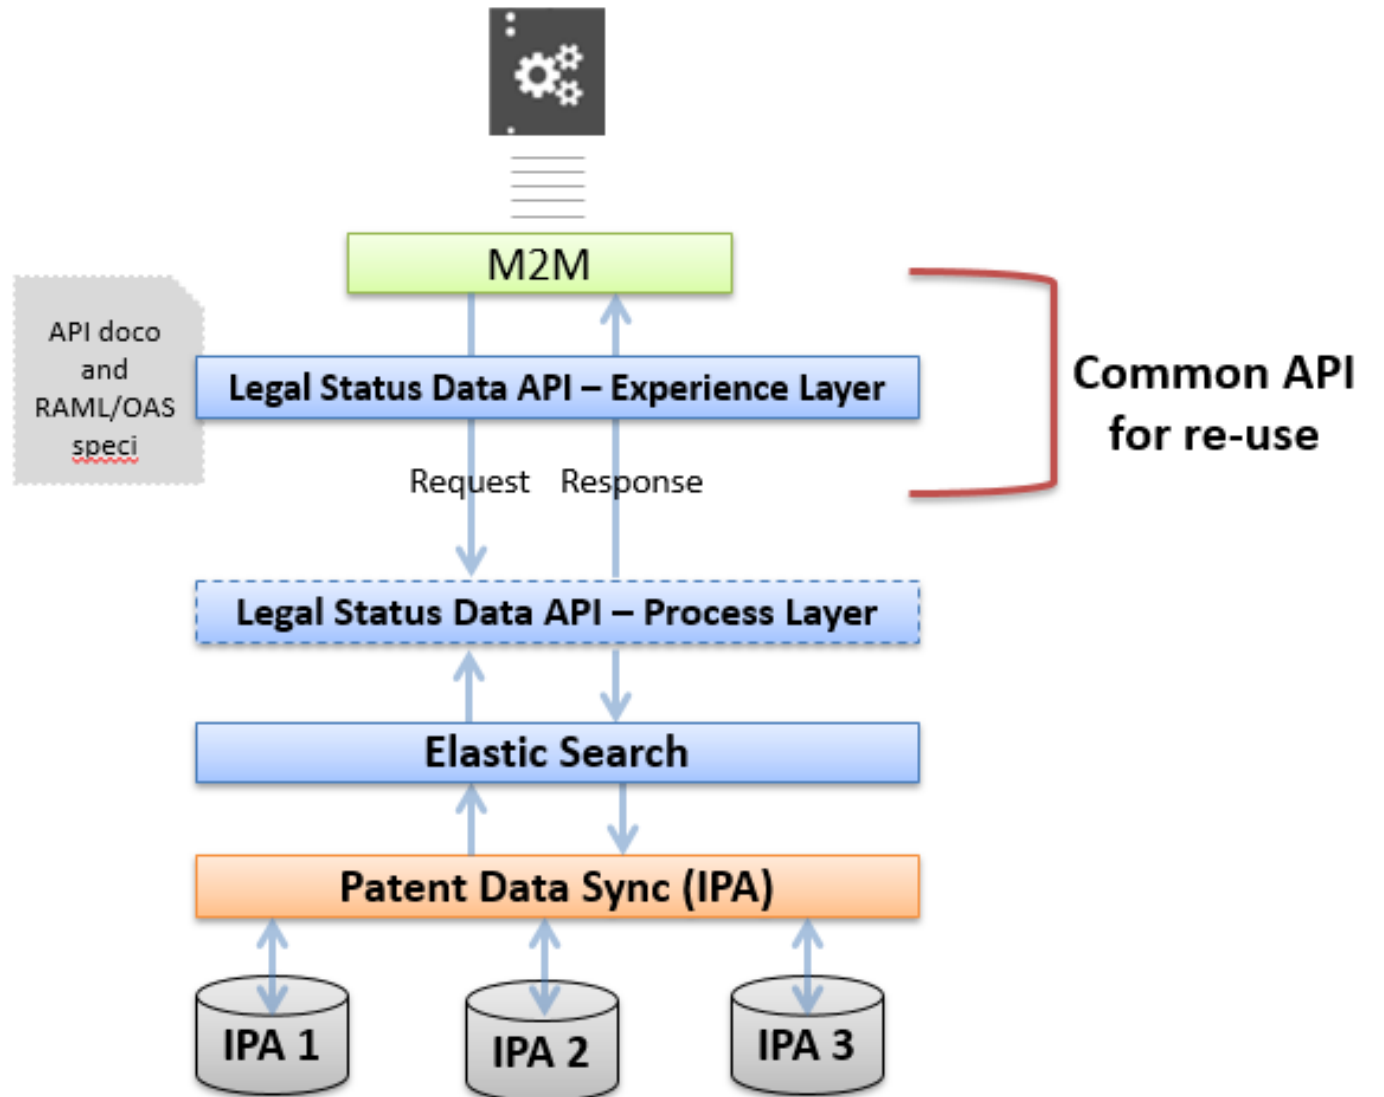 M2M
API doco
and
RAML/OAS
speci
Legal Status Data API – Experience Layer
Common API
for re-use
Request Response
Legal Status Data API – Process Layer
Elastic Search
Patent Data Sync (IPA)
IPA 1
IPA 2
IPA 3